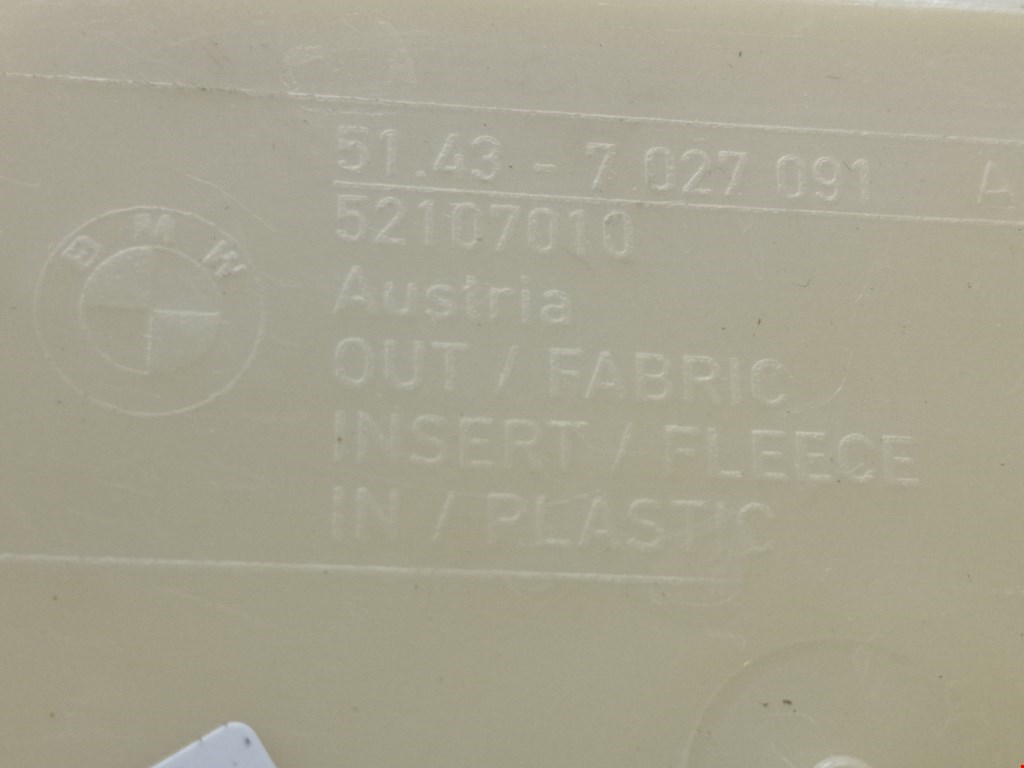 51.43 - 7 027 091 A
52107010
BMW
Austria
OUT / FABRIC
INSERT / FLEECE
IN / PLASTIC